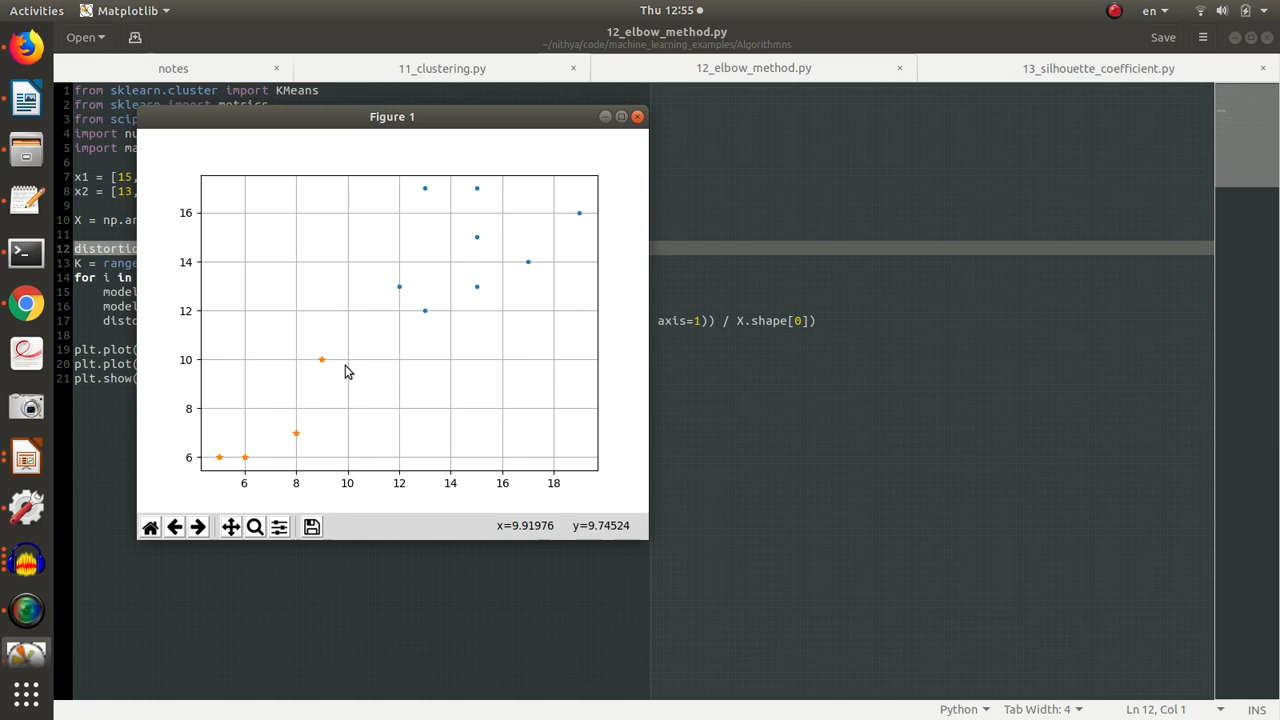 Activities Matplotlib Thu 12:55 en
Open 12_elbow_method.py Save
~/nithya/code/machine_learning_examples/Algorithmns
notes × 11_clustering.py × 12_elbow_method.py × 13_silhouette_coefficient.py ×
1 from sklearn.cluster import KMeans
2 from sklearn import metrics
3 from scip
4 import nu
5 import ma
6
7 x1 = [15,
8 x2 = [13,
9
10 X = np.ar
11
12 distortio
13 K = range
14 for i in
15 model
16 mode
17 disto axis=1)) / X.shape[0])
18
19 plt.plot(
20 plt.plot(
21 plt.show(
Figure 1
16
14
12
10
8
6
6 8 10 12 14 16 18
x=9.91976 y=9.74524
Python Tab Width: 4 Ln 12, Col 1 INS